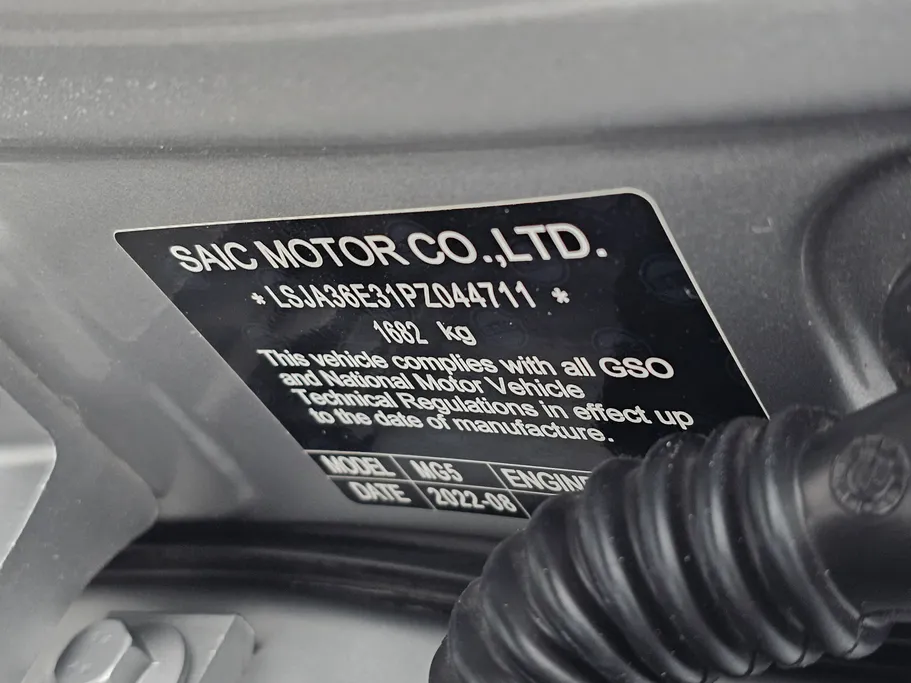 SAIC MOTOR CO.,LTD.
* LSJA36E31PZ044711 *
1682 kg
This vehicle complies with all GSO
and National Motor Vehicle
Technical Regulations in effect up
to the date of manufacture.
MODEL MG5 ENGINE
DATE 2022-08